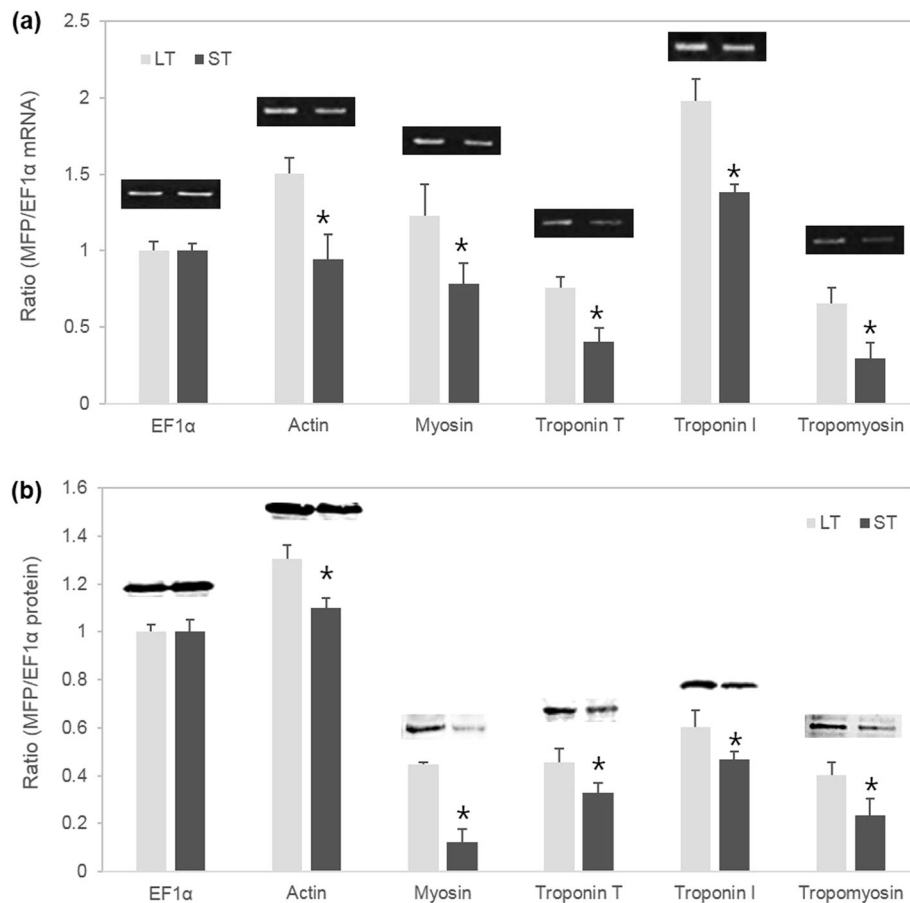 (a)
2.5
LT ST
2
1.5
1
0.5
0
Ratio (MFP/EF1α mRNA)
* * * * *
EF1α Actin Myosin Troponin T Troponin I Tropomyosin
(b)
1.6
LT ST
1.4
1.2
1
0.8
0.6
0.4
0.2
0
Ratio (MFP/EF1α protein)
* * * * *
EF1α Actin Myosin Troponin T Troponin I Tropomyosin